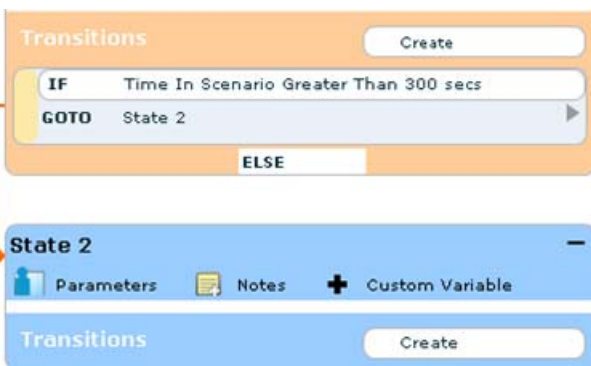 Transitions Create
IF Time In Scenario Greater Than 300 secs
GOTO State 2
ELSE
State 2
Parameters Notes Custom Variable
Transitions Create